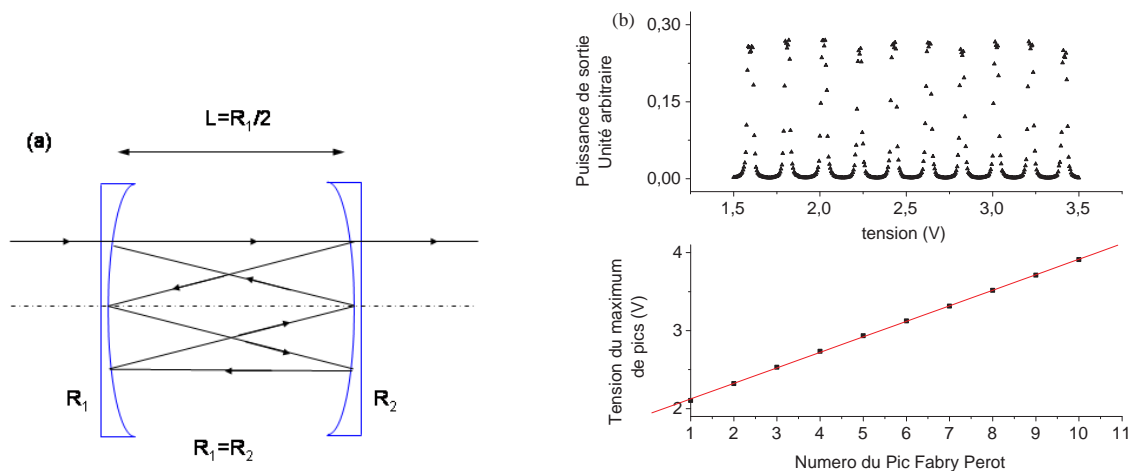 (a)
L=R₁/2
R₁
R₂
R₁=R₂
(b)
Puissance de sortie
Unité arbitraire
0,30
0,15
0,00
1,5 2,0 2,5 3,0 3,5
tension (V)
Tension du maximum
de pics (V)
4
3
2
1 2 3 4 5 6 7 8 9 10 11
Numero du Pic Fabry Perot